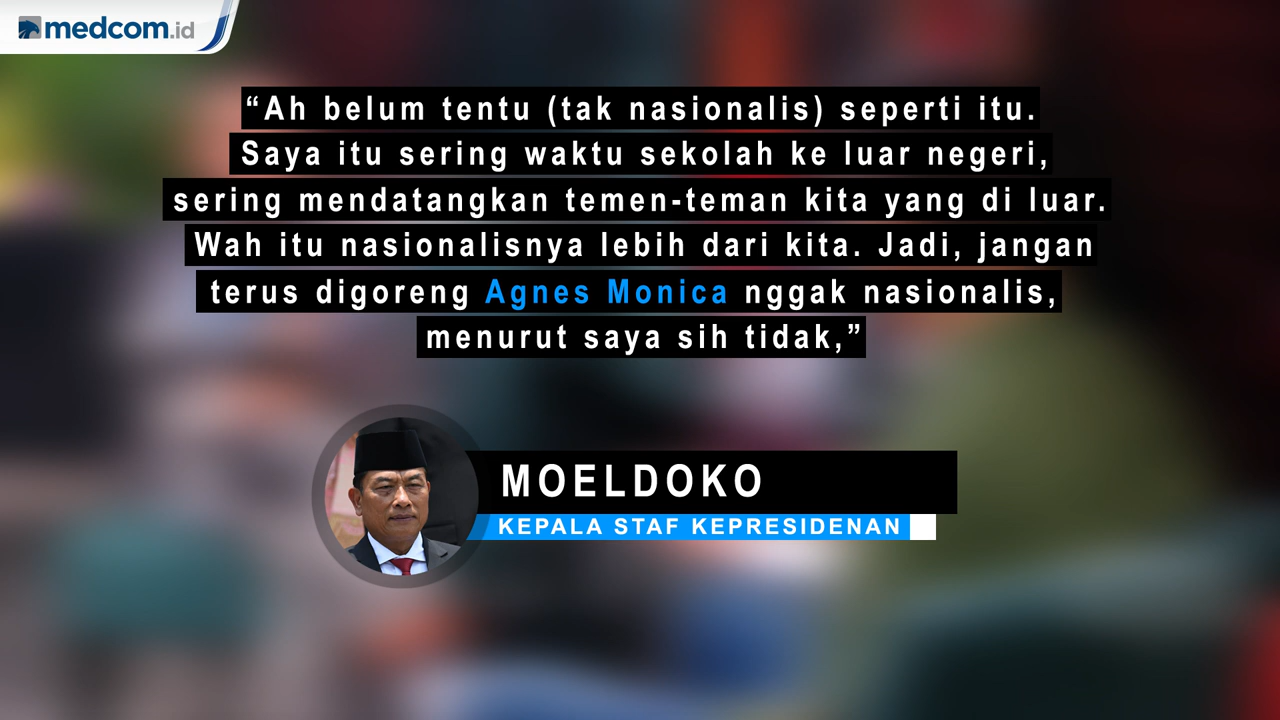 medcom.id
“Ah belum tentu (tak nasionalis) seperti itu.
Saya itu sering waktu sekolah ke luar negeri,
sering mendatangkan temen-teman kita yang di luar.
Wah itu nasionalisnya lebih dari kita. Jadi, jangan
terus digoreng Agnes Monica nggak nasionalis,
menurut saya sih tidak,”
MOELDOKO
KEPALA STAF KEPRESIDENAN